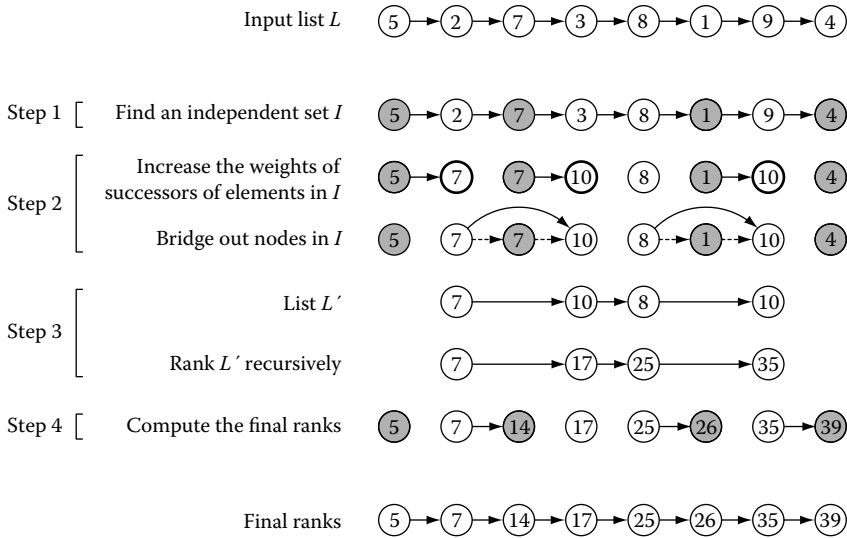 Input list L 5 2 7 3 8 1 9 4
Step 1 Find an independent set I 5 2 7 3 8 1 9 4
Step 2
Increase the weights of
successors of elements in I
5 7 7 10 8 1 10 4
Bridge out nodes in I 5 7 7 10 8 1 10 4
Step 3
List L´ 7 10 8 10
Rank L´ recursively 7 17 25 35
Step 4 Compute the final ranks 5 7 14 17 25 26 35 39
Final ranks 5 7 14 17 25 26 35 39